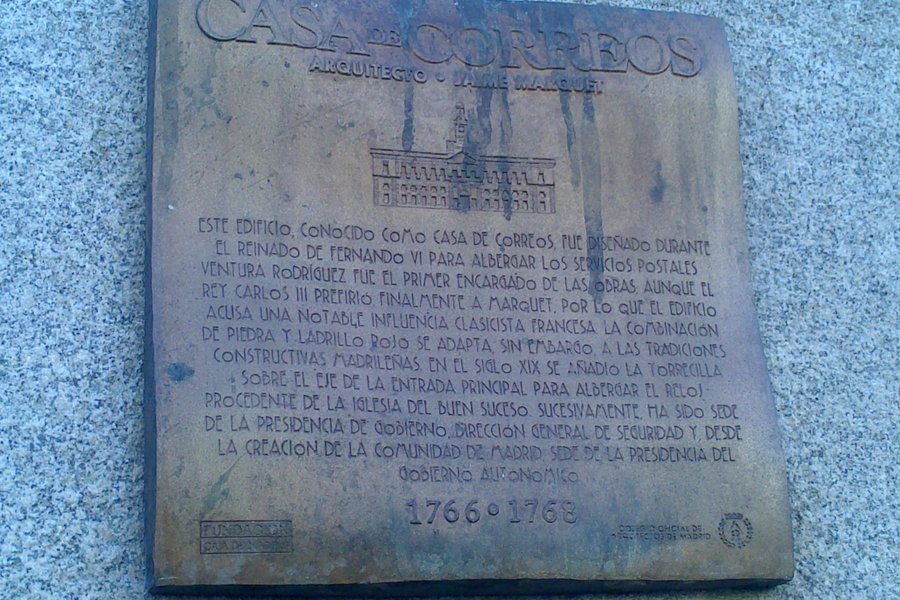 CASA DE CORREOS
ARQUITECTO · JAIME MARQUET
ESTE EDIFICIO, CONOCIDO COMO CASA DE CORREOS, FUE DISEÑADO DURANTE
EL REINADO DE FERNANDO VI PARA ALBERGAR LOS SERVICIOS POSTALES
VENTURA RODRÍGUEZ FUE EL PRIMER ENCARGADO DE LAS OBRAS, AUNQUE EL
REY CARLOS III PREFIRIÓ FINALMENTE A MARQUET, POR LO QUE EL EDIFICIO
ACUSA UNA NOTABLE INFLUENCIA CLASICISTA FRANCESA. LA COMBINACIÓN
DE PIEDRA Y LADRILLO ROJO SE ADAPTA, SIN EMBARGO, A LAS TRADICIONES
CONSTRUCTIVAS MADRILEÑAS. EN EL SIGLO XIX SE AÑADIÓ LA TORRECILLA
SOBRE EL EJE DE LA ENTRADA PRINCIPAL PARA ALBERGAR EL RELOJ
PROCEDENTE DE LA IGLESIA DEL BUEN SUCESO. SUCESIVAMENTE, HA SIDO SEDE
DE LA PRESIDENCIA DE GOBIERNO, DIRECCIÓN GENERAL DE SEGURIDAD Y, DESDE
LA CREACIÓN DE LA COMUNIDAD DE MADRID, SEDE DE LA PRESIDENCIA DEL
GOBIERNO AUTONÓMICO
1766 · 1768
FUNDACIÓN
COLEGIO OFICIAL DE
ARQUITECTOS DE MADRID